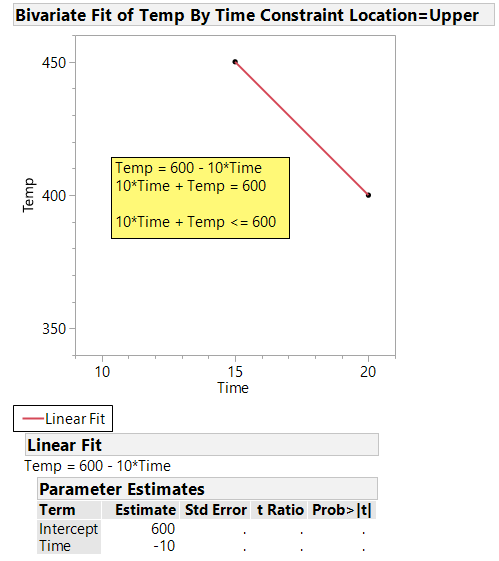 Bivariate Fit of Temp By Time Constraint Location=Upper
450
400
350
Temp
Temp = 600 - 10*Time
10*Time + Temp = 600
10*Time + Temp <= 600
10 15 20
Time
Linear Fit
Linear Fit
Temp = 600 - 10*Time
Parameter Estimates
Term Estimate Std Error t Ratio Prob>|t|
Intercept 600 . . .
Time -10 . . .